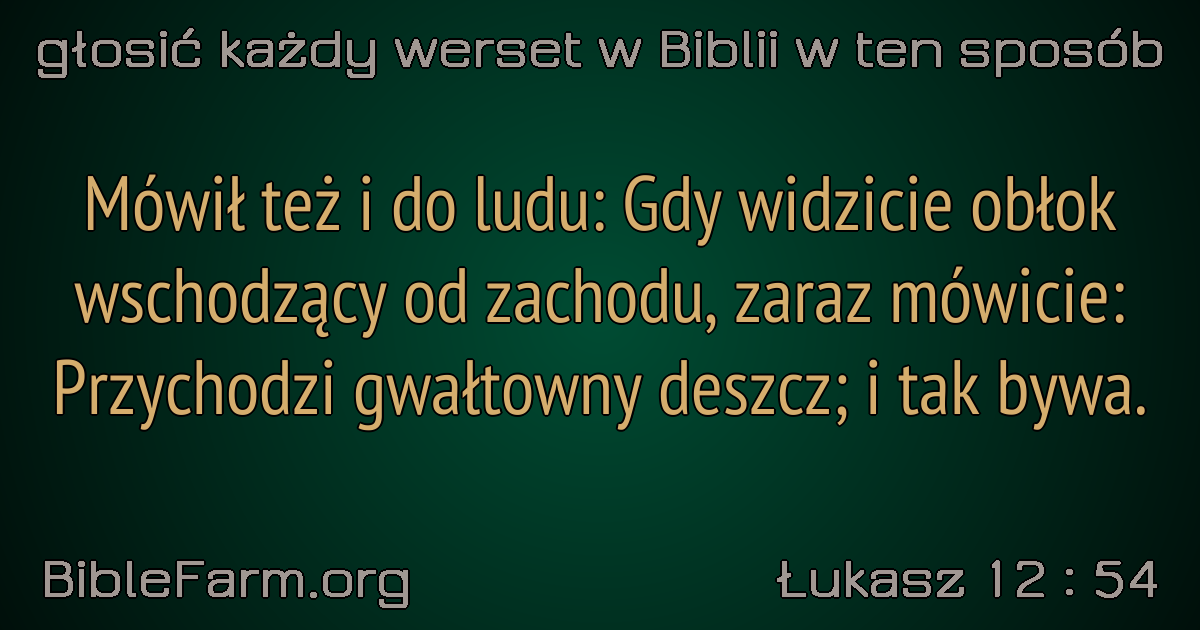 głosić każdy werset w Biblii w ten sposób
Mówił też i do ludu: Gdy widzicie obłok
wschodzący od zachodu, zaraz mówicie:
Przychodzi gwałtowny deszcz; i tak bywa.
BibleFarm.org
Łukasz 12 : 54